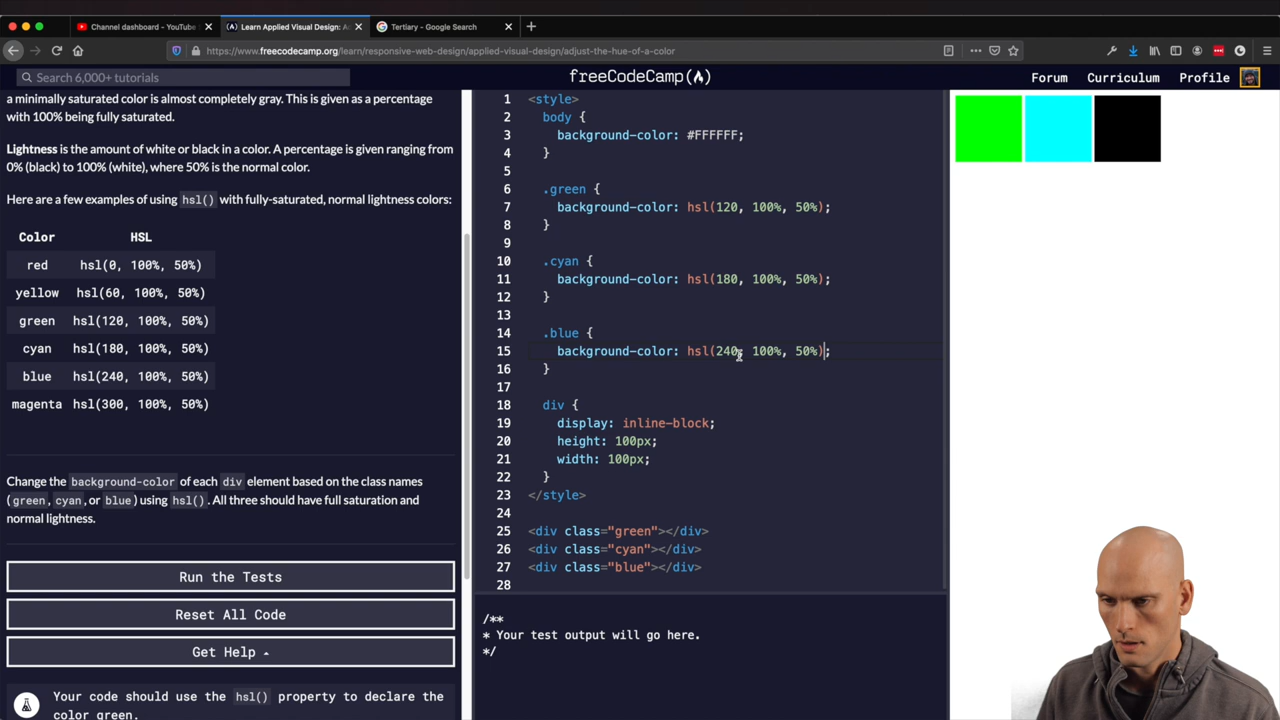 Channel dashboard - YouTube
Learn Applied Visual Design: A
Tertiary - Google Search
https://www.freecodecamp.org/learn/responsive-web-design/applied-visual-design/adjust-the-hue-of-a-color
Search 6,000+ tutorials
freeCodeCamp
Forum
Curriculum
Profile
a minimally saturated color is almost completely gray. This is given as a percentage
with 100% being fully saturated.
Lightness is the amount of white or black in a color. A percentage is given ranging from
0% (black) to 100% (white), where 50% is the normal color.
Here are a few examples of using hsl() with fully-saturated, normal lightness colors:
Color HSL
red hsl(0, 100%, 50%)
yellow hsl(60, 100%, 50%)
green hsl(120, 100%, 50%)
cyan hsl(180, 100%, 50%)
blue hsl(240, 100%, 50%)
magenta hsl(300, 100%, 50%)
Change the background-color of each div element based on the class names
(green, cyan, or blue) using hsl(). All three should have full saturation and
normal lightness.
Run the Tests
Reset All Code
Get Help
Your code should use the hsl() property to declare the
color green.
1 <style>
2 body {
3 background-color: #FFFFFF;
4 }
5
6 .green {
7 background-color: hsl(120, 100%, 50%);
8 }
9
10 .cyan {
11 background-color: hsl(180, 100%, 50%);
12 }
13
14 .blue {
15 background-color: hsl(240, 100%, 50%);
16 }
17
18 div {
19 display: inline-block;
20 height: 100px;
21 width: 100px;
22 }
23 </style>
24
25 <div class="green"></div>
26 <div class="cyan"></div>
27 <div class="blue"></div>
28
/**
* Your test output will go here.
*/